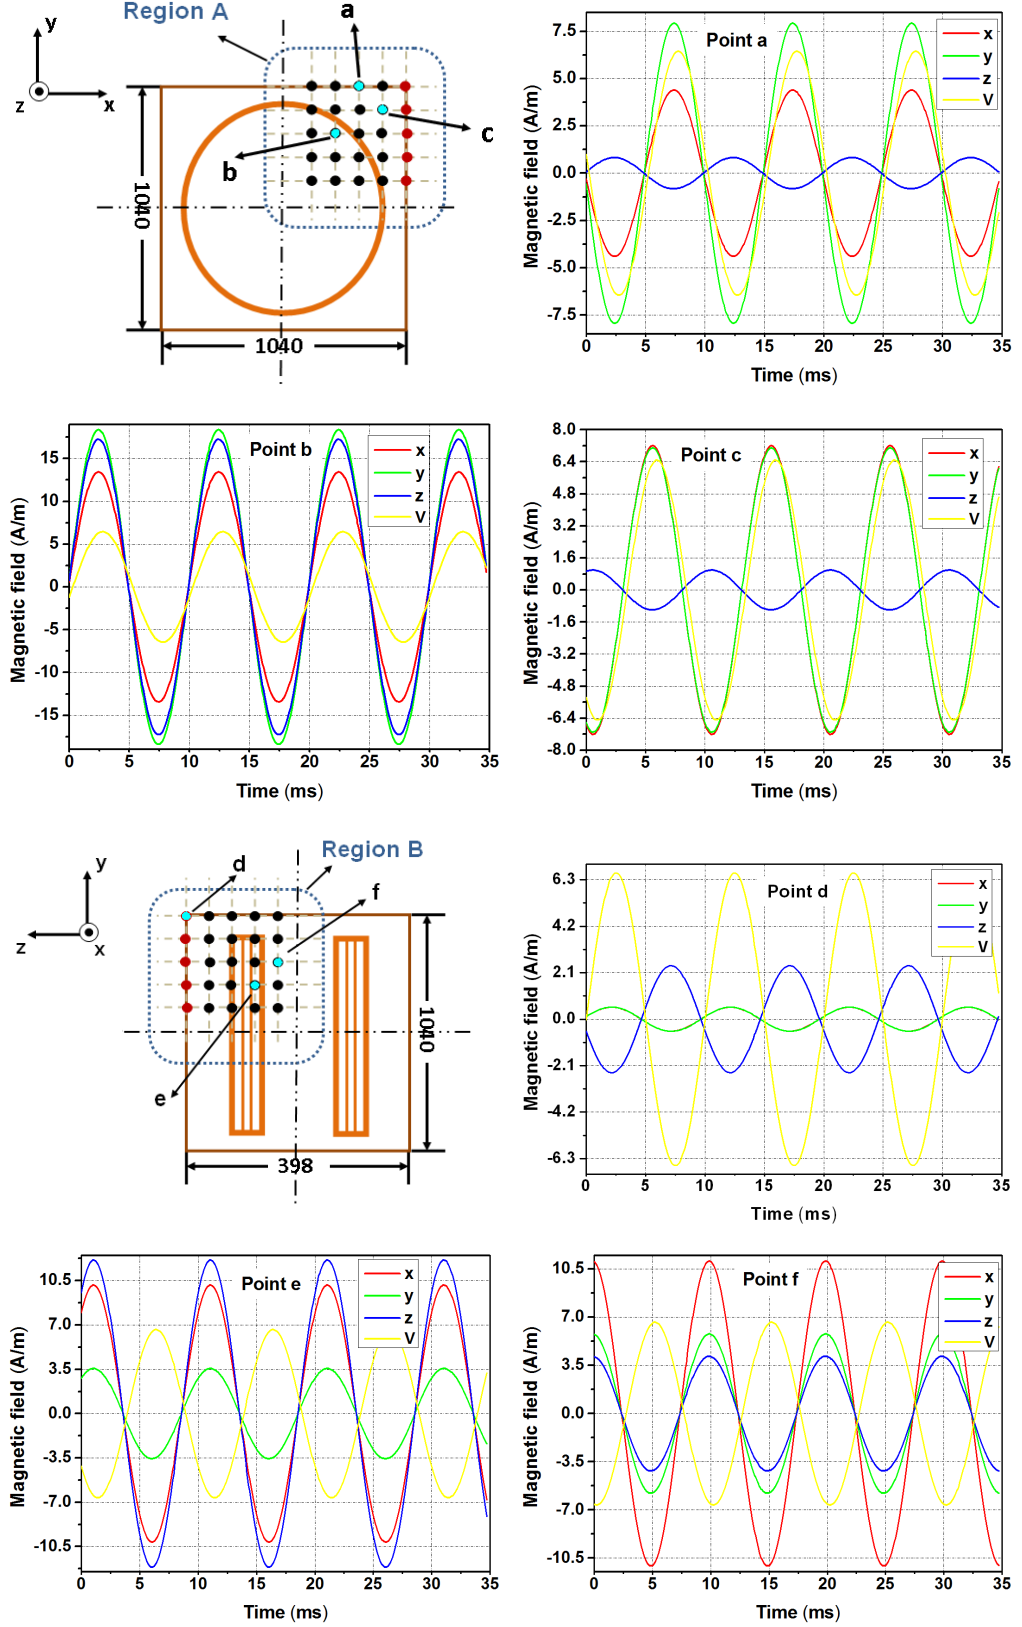 Region A
a
y
z
x
c
b
1040
1040
Point a
x
y
z
V
Magnetic field (A/m)
7.5
5.0
2.5
0.0
-2.5
-5.0
-7.5
0 5 10 15 20 25 30 35
Time (ms)
Point b
x
y
z
V
Magnetic field (A/m)
15
10
5
0
-5
-10
-15
0 5 10 15 20 25 30 35
Time (ms)
Point c
x
y
z
V
Magnetic field (A/m)
8.0
6.4
4.8
3.2
1.6
0.0
-1.6
-3.2
-4.8
-6.4
-8.0
0 5 10 15 20 25 30 35
Time (ms)
Region B
d
f
y
z
x
e
1040
398
Point d
x
y
z
V
Magnetic field (A/m)
6.3
4.2
2.1
0.0
-2.1
-4.2
-6.3
0 5 10 15 20 25 30 35
Time (ms)
Point e
x
y
z
V
Magnetic field (A/m)
10.5
7.0
3.5
0.0
-3.5
-7.0
-10.5
0 5 10 15 20 25 30 35
Time (ms)
Point f
x
y
z
V
Magnetic field (A/m)
10.5
7.0
3.5
0.0
-3.5
-7.0
-10.5
0 5 10 15 20 25 30 35
Time (ms)